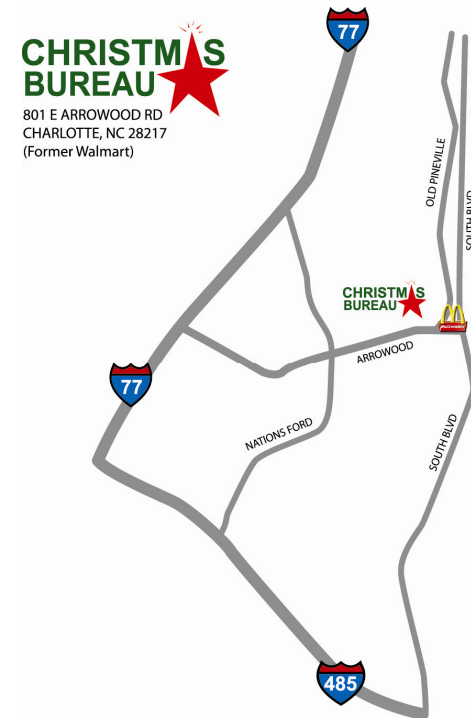 77
CHRISTMAS
BUREAU
801 E ARROWOOD RD
CHARLOTTE, NC 28217
(Former Walmart)
OLD PINEVILLE
SOUTH BLVD
CHRISTMAS
BUREAU
McDonald's
ARROWOOD
77
NATIONS FORD
SOUTH BLVD
485